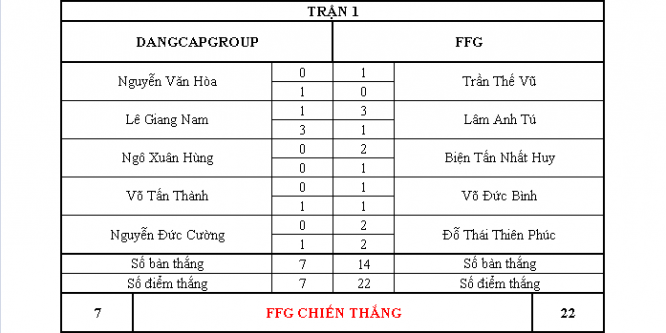 TRẬN 1
DANGCAPGROUP FFG
Nguyễn Văn Hòa 0 1 Trần Thế Vũ
1 0
Lê Giang Nam 1 3 Lâm Anh Tú
3 1
Ngô Xuân Hùng 0 2 Biện Tấn Nhất Huy
0 1
Võ Tấn Thành 0 1 Võ Đức Bình
1 1
Nguyễn Đức Cường 0 2 Đỗ Thái Thiên Phúc
1 2
Số bàn thắng 7 14 Số bàn thắng
Số điểm thắng 7 22 Số điểm thắng
7 FFG CHIẾN THẮNG 22